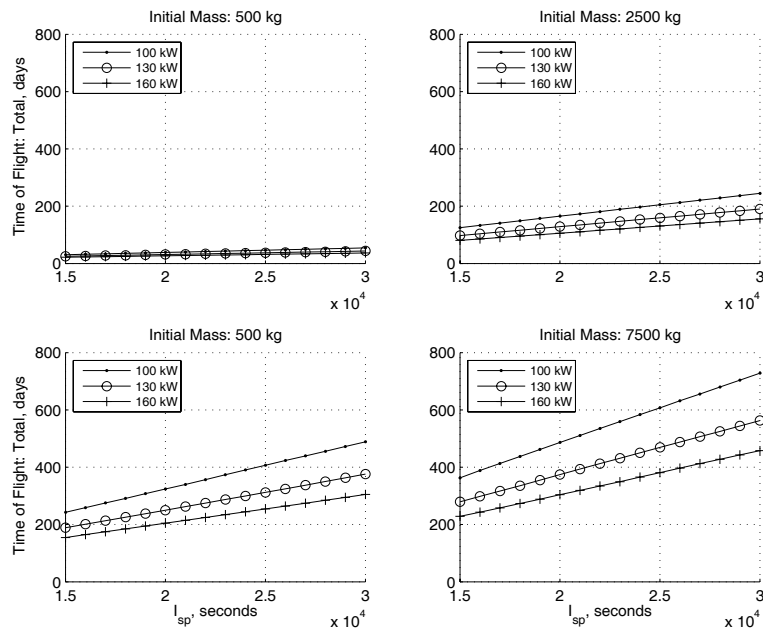 Initial Mass: 500 kg
800
600
400
200
0
Time of Flight: Total, days
100 kW
130 kW
160 kW
1.5
2
2.5
3
x 10^4
Initial Mass: 2500 kg
800
600
400
200
0
100 kW
130 kW
160 kW
1.5
2
2.5
3
x 10^4
Initial Mass: 500 kg
800
600
400
200
0
Time of Flight: Total, days
100 kW
130 kW
160 kW
1.5
2
2.5
3
I_sp, seconds
x 10^4
Initial Mass: 7500 kg
800
600
400
200
0
100 kW
130 kW
160 kW
1.5
2
2.5
3
I_sp, seconds
x 10^4